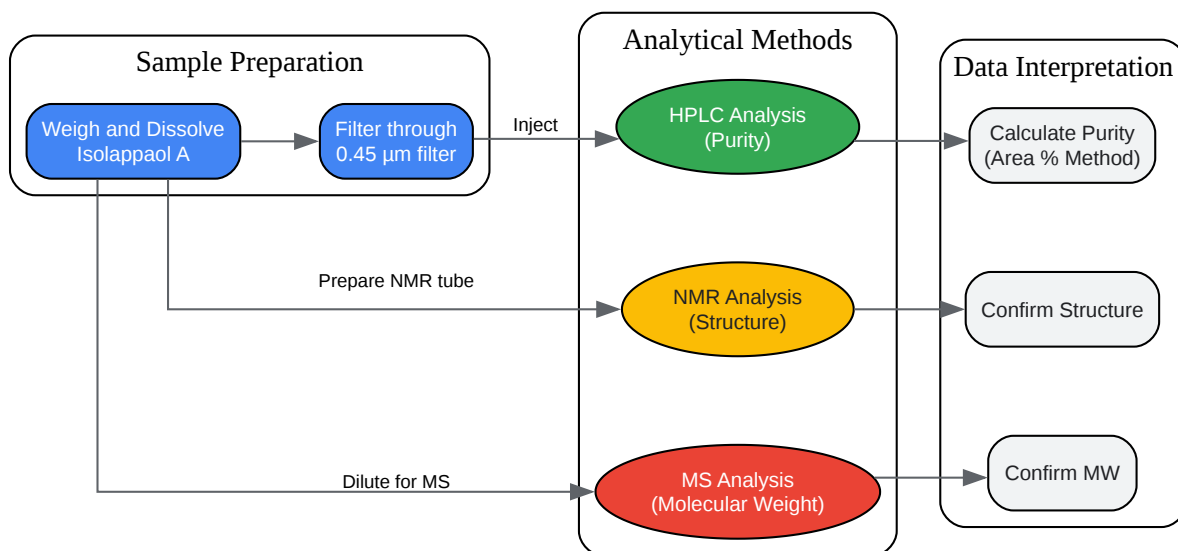 Sample Preparation
Weigh and Dissolve
Isolappaol A
Filter through
0.45 µm filter
Inject
Prepare NMR tube
Dilute for MS
Analytical Methods
HPLC Analysis
(Purity)
NMR Analysis
(Structure)
MS Analysis
(Molecular Weight)
Data Interpretation
Calculate Purity
(Area % Method)
Confirm Structure
Confirm MW